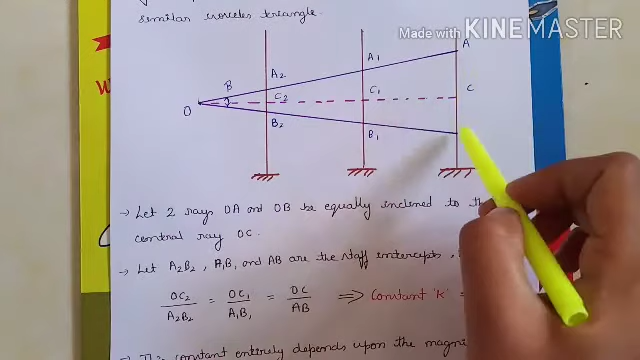 Made with KINEMASTER
similar isosceles triangle.
A
A1
A2
B
C
C1
C2
O
B2
B1
→ Let 2 rays OA and OB be equally inclined to the
central ray OC.
→ Let A2B2, A1B1 and AB are the staff intercepts,
OC2/A2B2 = OC1/A1B1 = OC/AB ⟹ Constant 'K' =
→ This constant entirely depends upon the